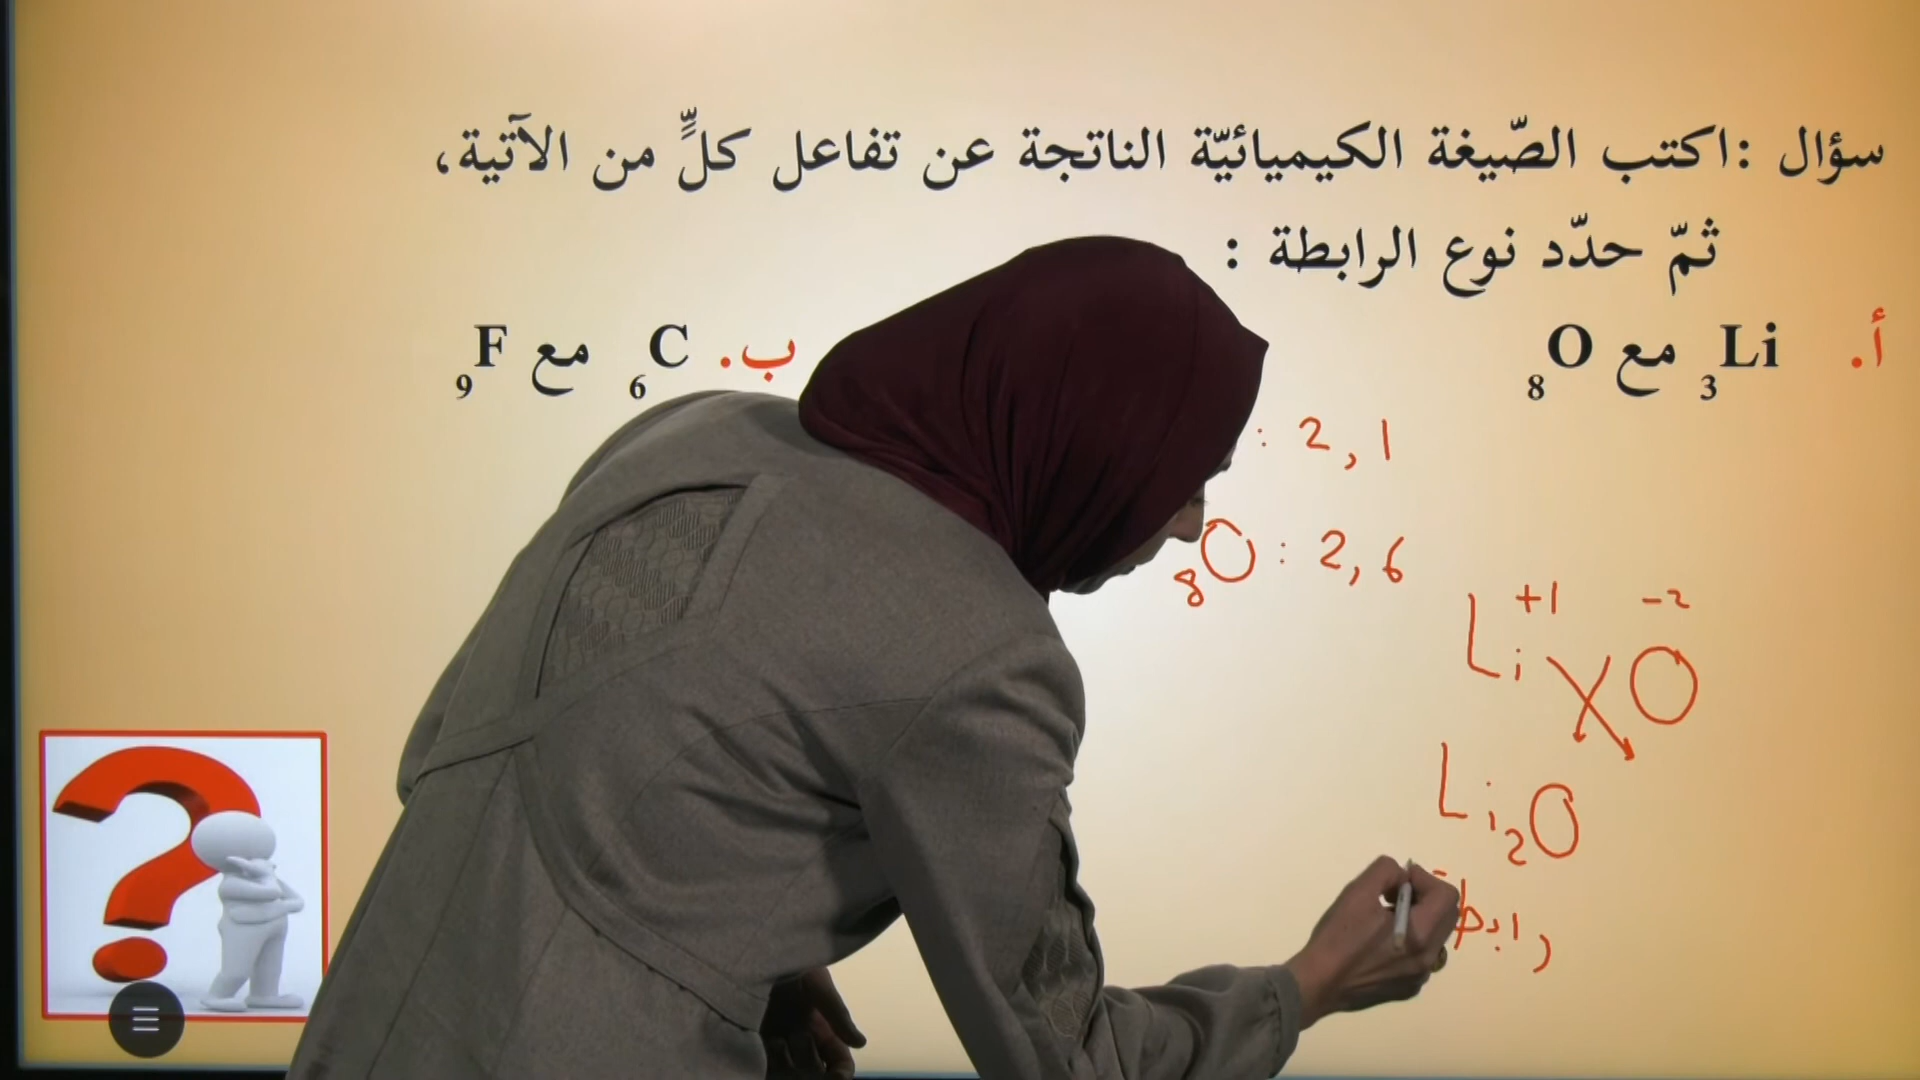 سؤال :اكتب الصّيغة الكيميائيّة الناتجة عن تفاعل كلٍّ من الآتية،
ثمّ حدّد نوع الرابطة :
أ. ₃Li مع ₈O
ب. ₆C مع ₉F
: 2, 1
₈O : 2, 6
+1 -2
Li O
Li₂O
رابطة